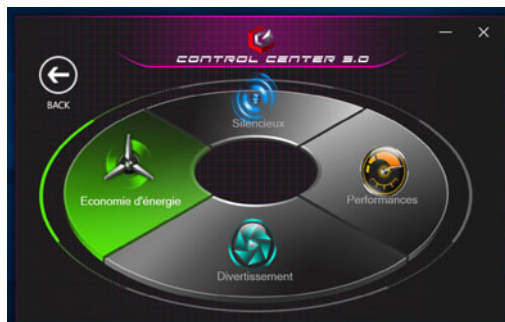 CONTROL CENTER 3.0
BACK
Silencieux
Economie d'énergie
Performances
Divertissement